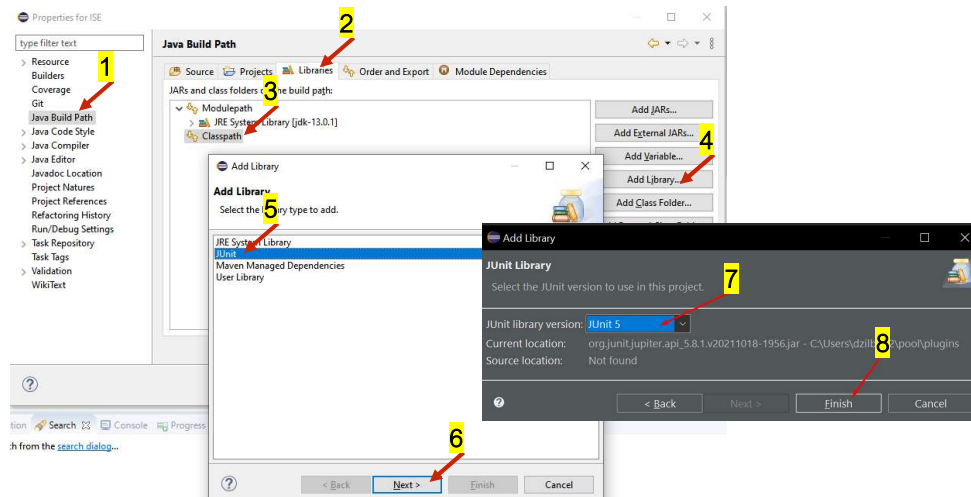 Properties for ISE
type filter text
Resource
Builders
Coverage
Git
Java Build Path
Java Code Style
Java Compiler
Java Editor
Javadoc Location
Project Natures
Project References
Refactoring History
Run/Debug Settings
Task Repository
Task Tags
Validation
WikiText
1
2
Java Build Path
Source Projects Libraries Order and Export Module Dependencies
JARs and class folders on the build path:
3
Modulepath
JRE System Library [jdk-13.0.1]
Classpath
Add JARs...
Add External JARs...
4
Add Variable...
Add Library...
Add Class Folder...
Add Library
Add Library
Select the library type to add.
5
JRE System Library
JUnit
Maven Managed Dependencies
User Library
6
< Back Next > Finish Cancel
Add Library
JUnit Library
Select the JUnit version to use in this project.
7
JUnit library version: JUnit 5
Current location: org.junit.jupiter.api_5.8.1.v20211018-1956.jar - C:\Users\dzilb \pool\plugins
Source location: Not found
8
< Back Next > Finish Cancel
tion Search Console Progress
h from the search dialog...